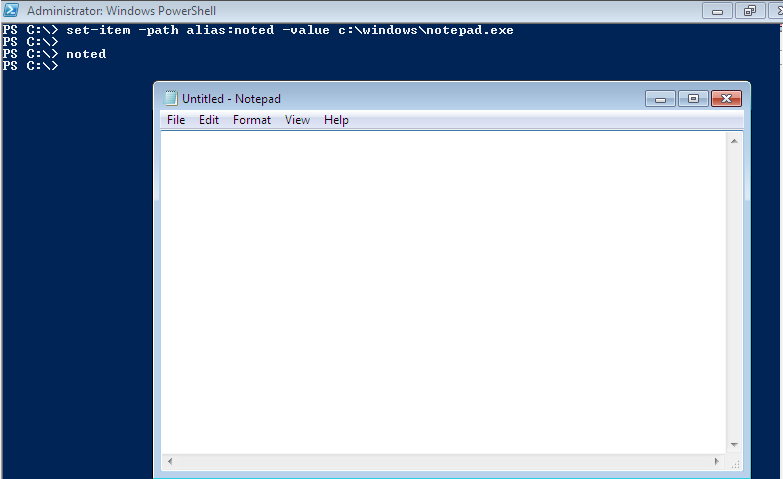 Administrator: Windows PowerShell
PS C:\> set-item -path alias:noted -value c:\windows\notepad.exe
PS C:\>
PS C:\> noted
PS C:\>
Untitled - Notepad
File Edit Format View Help